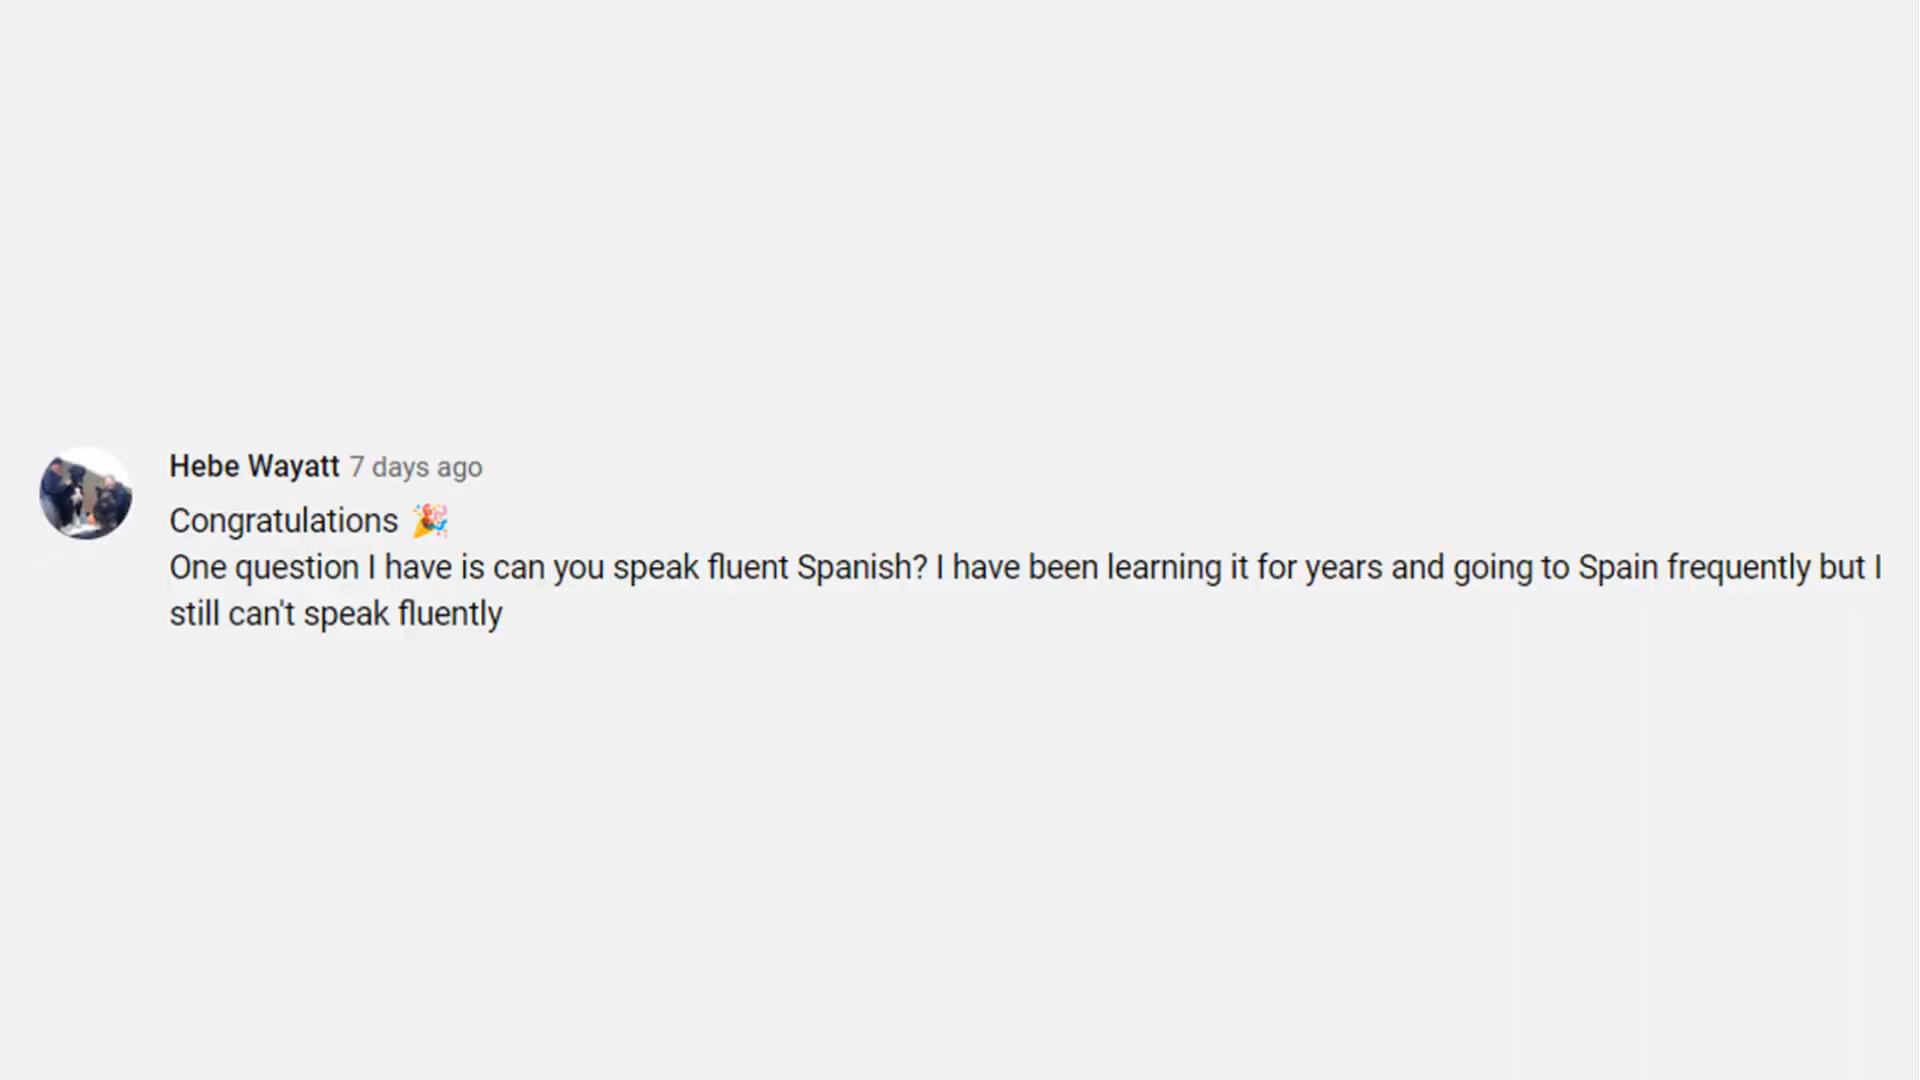 Hebe Wayatt 7 days ago
Congratulations 🎉
One question I have is can you speak fluent Spanish? I have been learning it for years and going to Spain frequently but I
still can't speak fluently